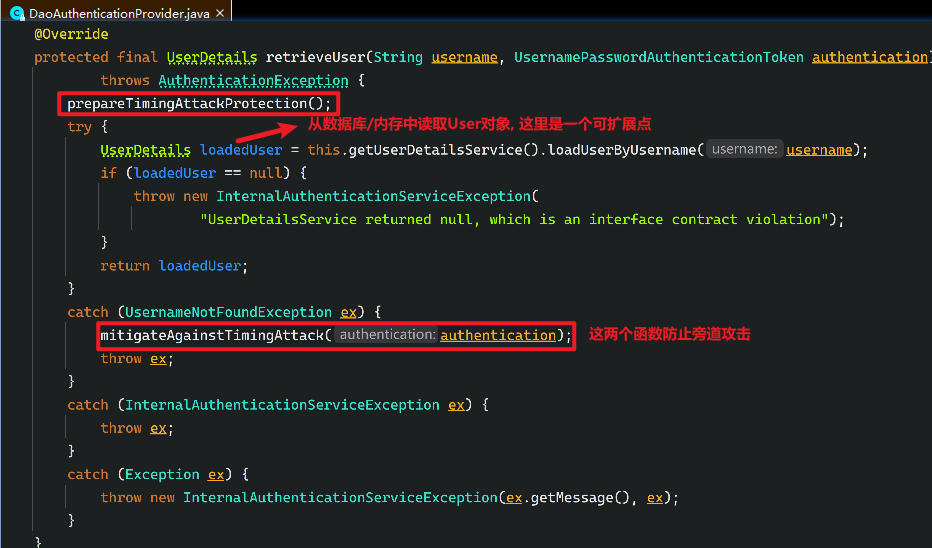 DaoAuthenticationProvider.java ×
@Override
protected final UserDetails retrieveUser(String username, UsernamePasswordAuthenticationToken authentication)
throws AuthenticationException {
prepareTimingAttackProtection();
try {
从数据库/内存中读取User对象, 这里是一个可扩展点
UserDetails loadedUser = this.getUserDetailsService().loadUserByUsername( username: username);
if (loadedUser == null) {
throw new InternalAuthenticationServiceException(
"UserDetailsService returned null, which is an interface contract violation");
}
return loadedUser;
}
catch (UsernameNotFoundException ex) {
mitigateAgainstTimingAttack( authentication: authentication); 这两个函数防止旁道攻击
throw ex;
}
catch (InternalAuthenticationServiceException ex) {
throw ex;
}
catch (Exception ex) {
throw new InternalAuthenticationServiceException(ex.getMessage(), ex);
}
}